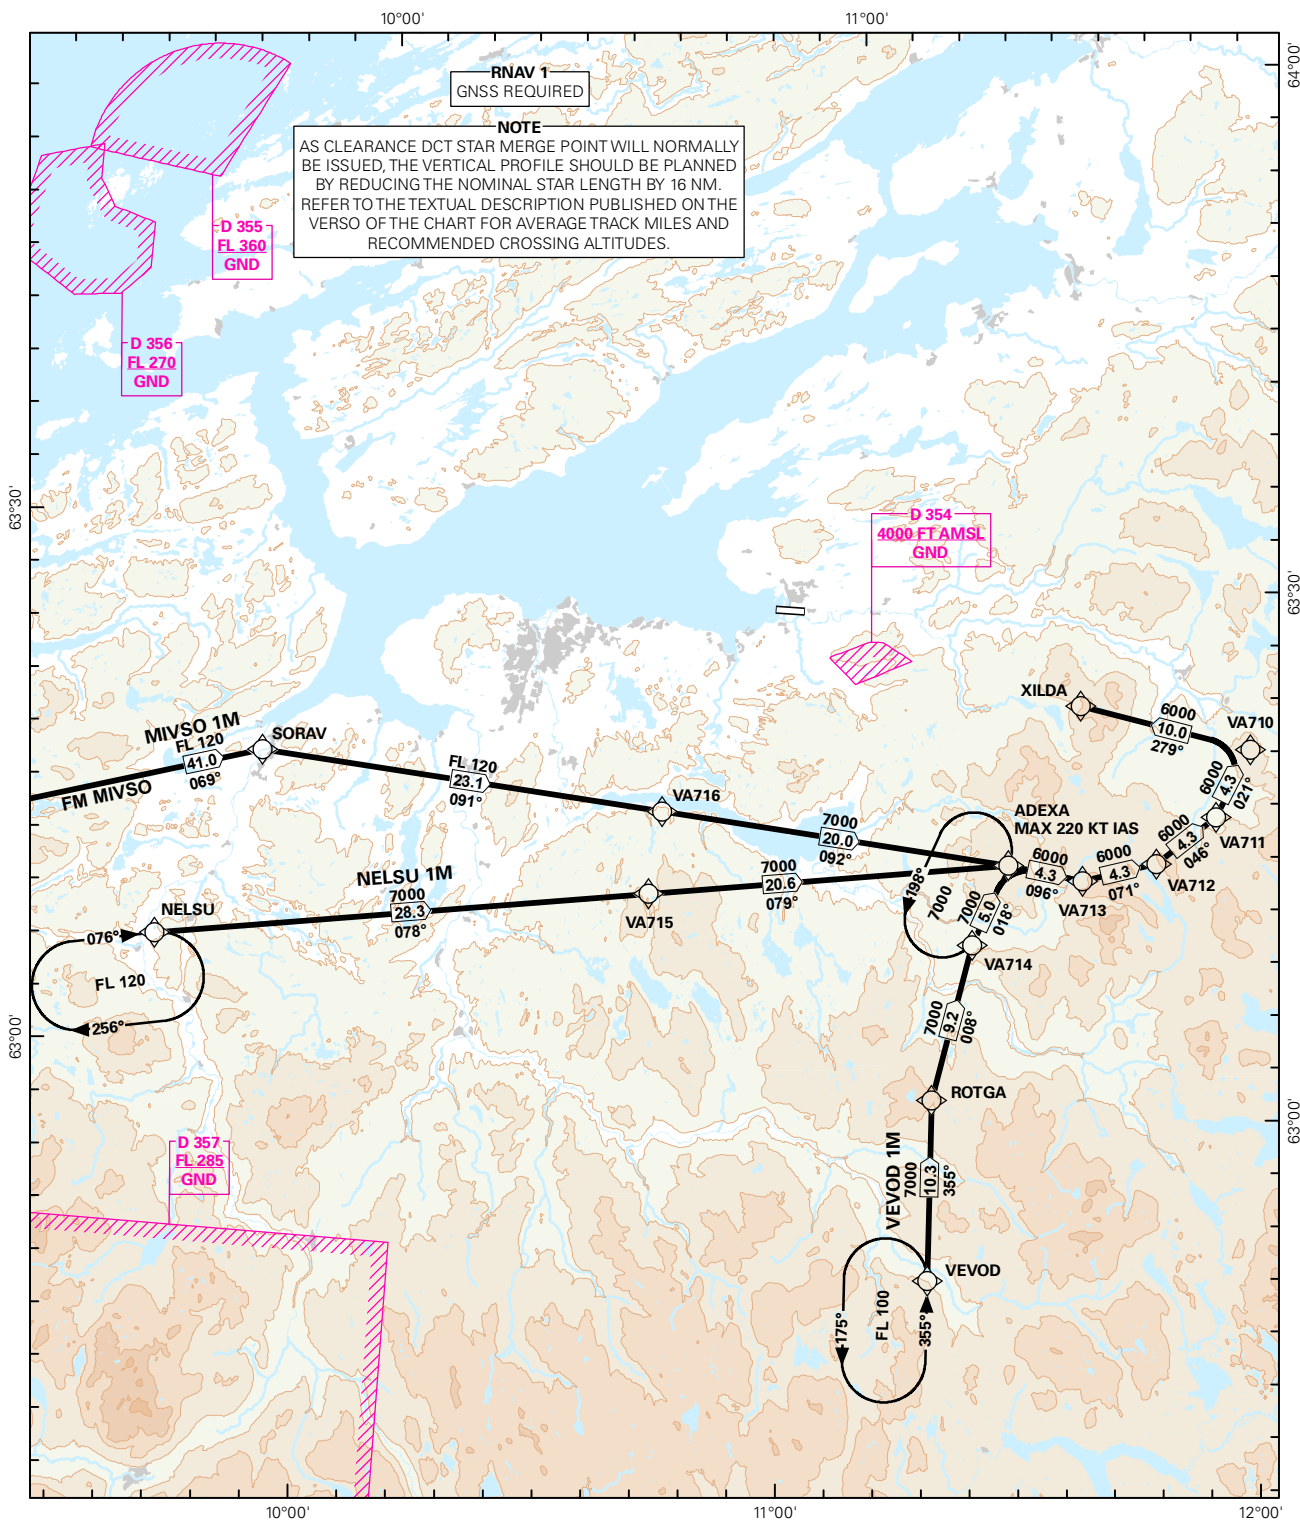 10°00'
11°00'
64°00'
RNAV 1
GNSS REQUIRED
NOTE
AS CLEARANCE DCT STAR MERGE POINT WILL NORMALLY
BE ISSUED, THE VERTICAL PROFILE SHOULD BE PLANNED
BY REDUCING THE NOMINAL STAR LENGTH BY 16 NM.
REFER TO THE TEXTUAL DESCRIPTION PUBLISHED ON THE
VERSO OF THE CHART FOR AVERAGE TRACK MILES AND
RECOMMENDED CROSSING ALTITUDES.
D 355
FL 360
GND
D 356
FL 270
GND
63°30'
D 354
4000 FT AMSL
GND
63°30'
XILDA
6000
10.0
279°
VA710
MIVSO 1M
FL 120
41.0
069°
FM MIVSO
SORAV
FL 120
23.1
091°
VA716
7000
20.0
092°
ADEXA
MAX 220 KT IAS
6000
4.3
021°
VA711
6000
4.3
046°
VA712
6000
4.3
071°
6000
4.3
096°
VA713
NELSU 1M
7000
28.3
078°
7000
20.6
079°
VA715
NELSU
076°
FL 120
256°
198°
7000
7000
5.0
018°
VA714
7000
9.2
008°
63°00'
ROTGA
63°00'
D 357
FL 285
GND
VEVOD 1M
7000
10.3
355°
VEVOD
175°
FL 100
355°
10°00'
11°00'
12°00'